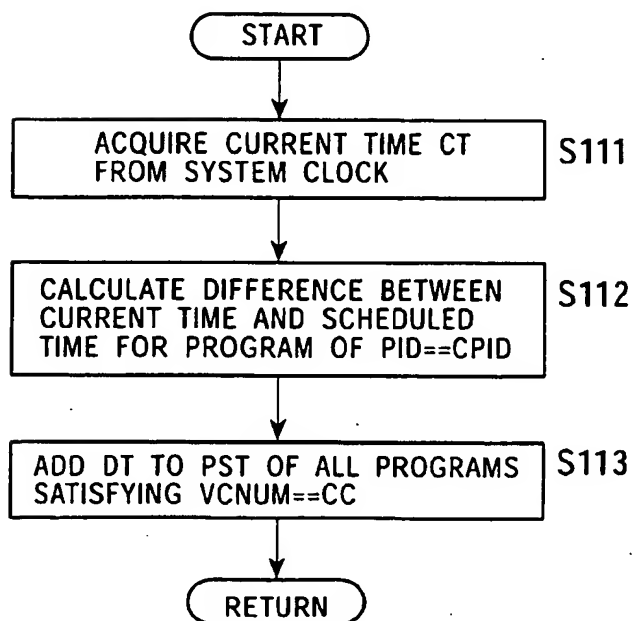 START
ACQUIRE CURRENT TIME CT
FROM SYSTEM CLOCK
S111
CALCULATE DIFFERENCE BETWEEN
CURRENT TIME AND SCHEDULED
TIME FOR PROGRAM OF PID==CPID
S112
ADD DT TO PST OF ALL PROGRAMS
SATISFYING VCNUM==CC
S113
RETURN